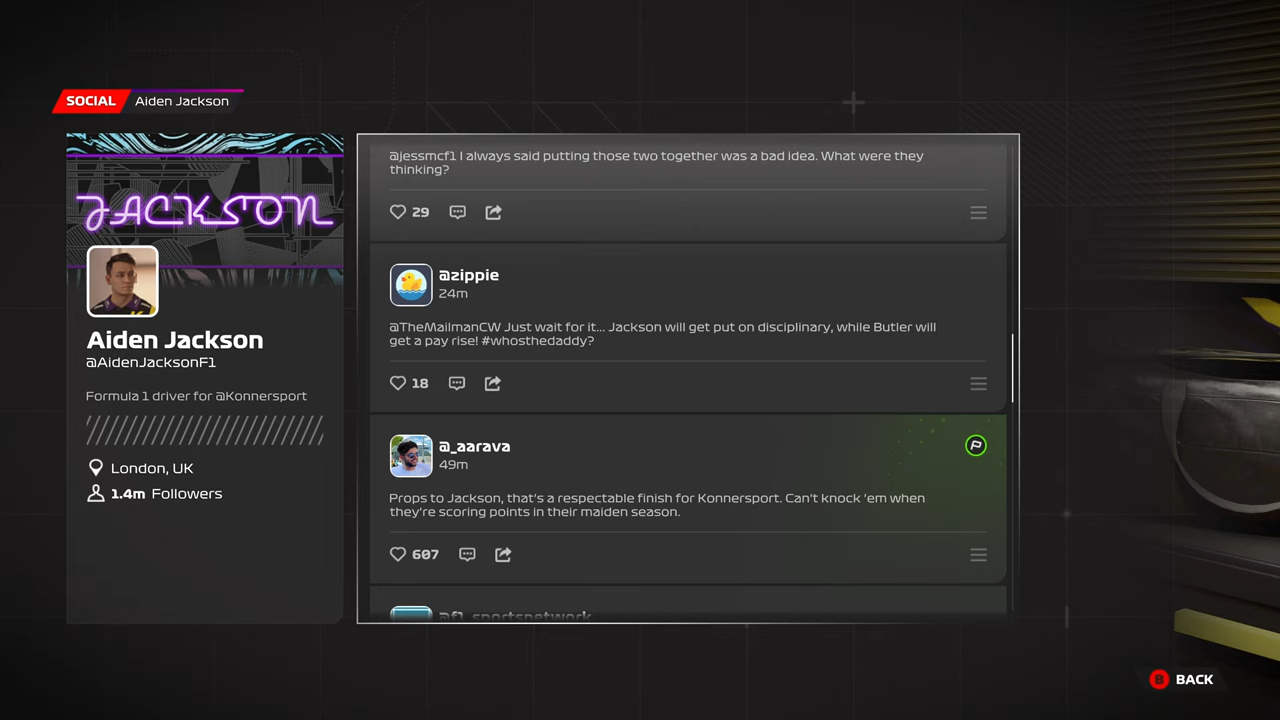 SOCIAL Aiden Jackson
JACKSON
Aiden Jackson
@AidenJacksonF1
Formula 1 driver for @Konnersport
London, UK
1.4m Followers
@jessmcf1 I always said putting those two together was a bad idea. What were they
thinking?
29
@zippie
24m
@TheMailmanCW Just wait for it... Jackson will get put on disciplinary, while Butler will
get a pay rise! #whosthedaddy?
18
@_aarava
49m
Props to Jackson, that's a respectable finish for Konnersport. Can't knock 'em when
they're scoring points in their maiden season.
607
@f1_sportsnetwork
B BACK